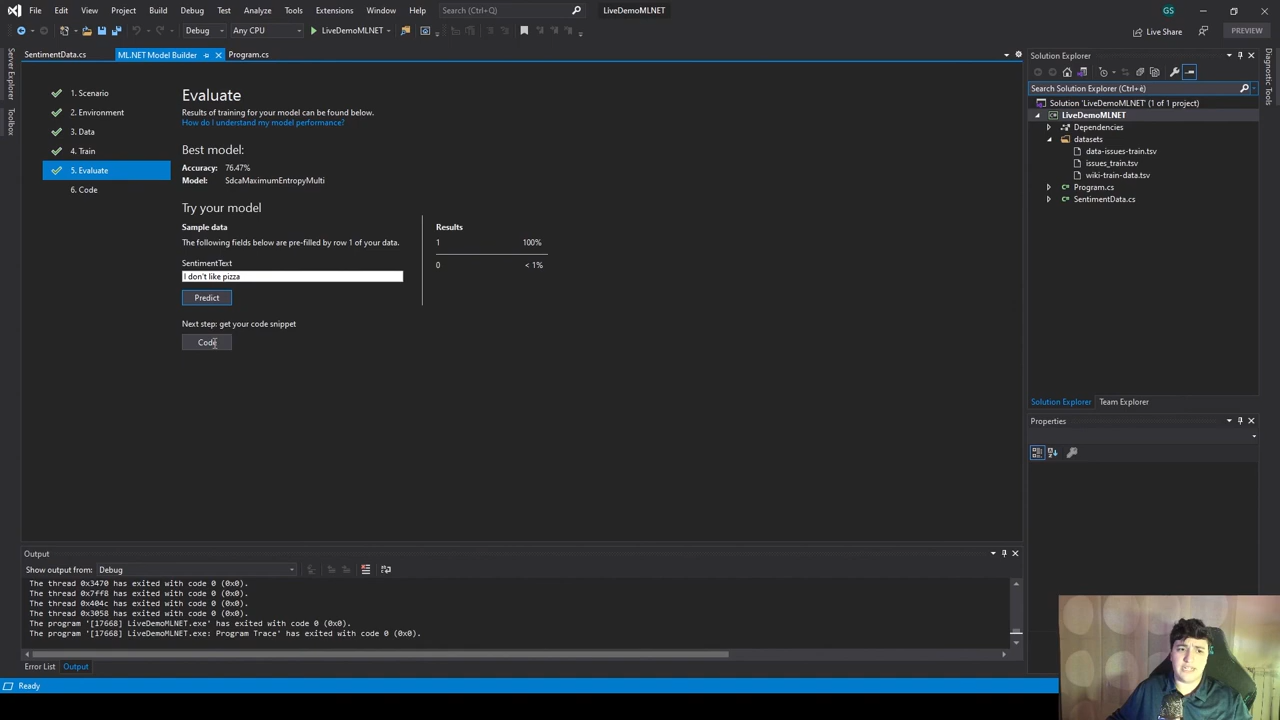 File Edit View Project Build Debug Test Analyze Tools Extensions Window Help Search (Ctrl+Q) LiveDemoMLNET GS
Debug Any CPU LiveDemoMLNET Live Share PREVIEW
Server Explorer
Toolbox
SentimentData.cs ML.NET Model Builder Program.cs
1. Scenario
2. Environment
3. Data
4. Train
5. Evaluate
6. Code
Evaluate
Results of training for your model can be found below.
How do I understand my model performance?
Best model:
Accuracy: 76.47%
Model: SdcaMaximumEntropyMulti
Try your model
Sample data
The following fields below are pre-filled by row 1 of your data.
SentimentText
I don't like pizza
Predict
Next step: get your code snippet
Code
Results
1 100%
0 < 1%
Solution Explorer
Search Solution Explorer (Ctrl+è)
Solution 'LiveDemoMLNET' (1 of 1 project)
LiveDemoMLNET
Dependencies
datasets
data-issues-train.tsv
issues_train.tsv
wiki-train-data.tsv
Program.cs
SentimentData.cs
Solution Explorer Team Explorer
Properties
Diagnostic Tools
Output
Show output from: Debug
The thread 0x3470 has exited with code 0 (0x0).
The thread 0x7ff8 has exited with code 0 (0x0).
The thread 0x404c has exited with code 0 (0x0).
The thread 0x3058 has exited with code 0 (0x0).
The program '[17668] LiveDemoMLNET.exe' has exited with code 0 (0x0).
The program '[17668] LiveDemoMLNET.exe: Program Trace' has exited with code 0 (0x0).
Error List Output
Ready